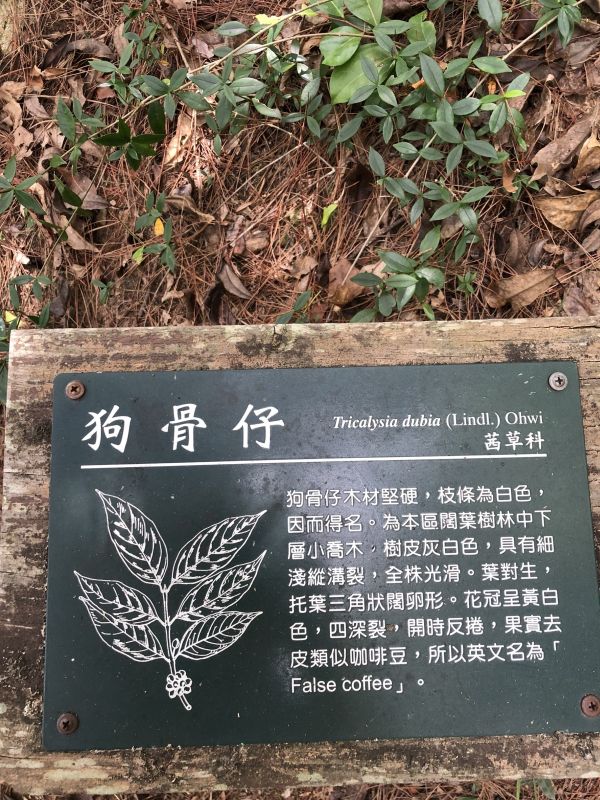 狗骨仔
Tricalysia dubia (Lindl.) Ohwi
茜草科
狗骨仔木材堅硬，枝條為白色，
因而得名。為本區闊葉樹林中下
層小喬木，樹皮灰白色，具有細
淺縱溝裂，全株光滑。葉對生，
托葉三角狀闊卵形。花冠呈黃白
色，四深裂，開時反捲，果實去
皮類似咖啡豆，所以英文名為「
False coffee」。